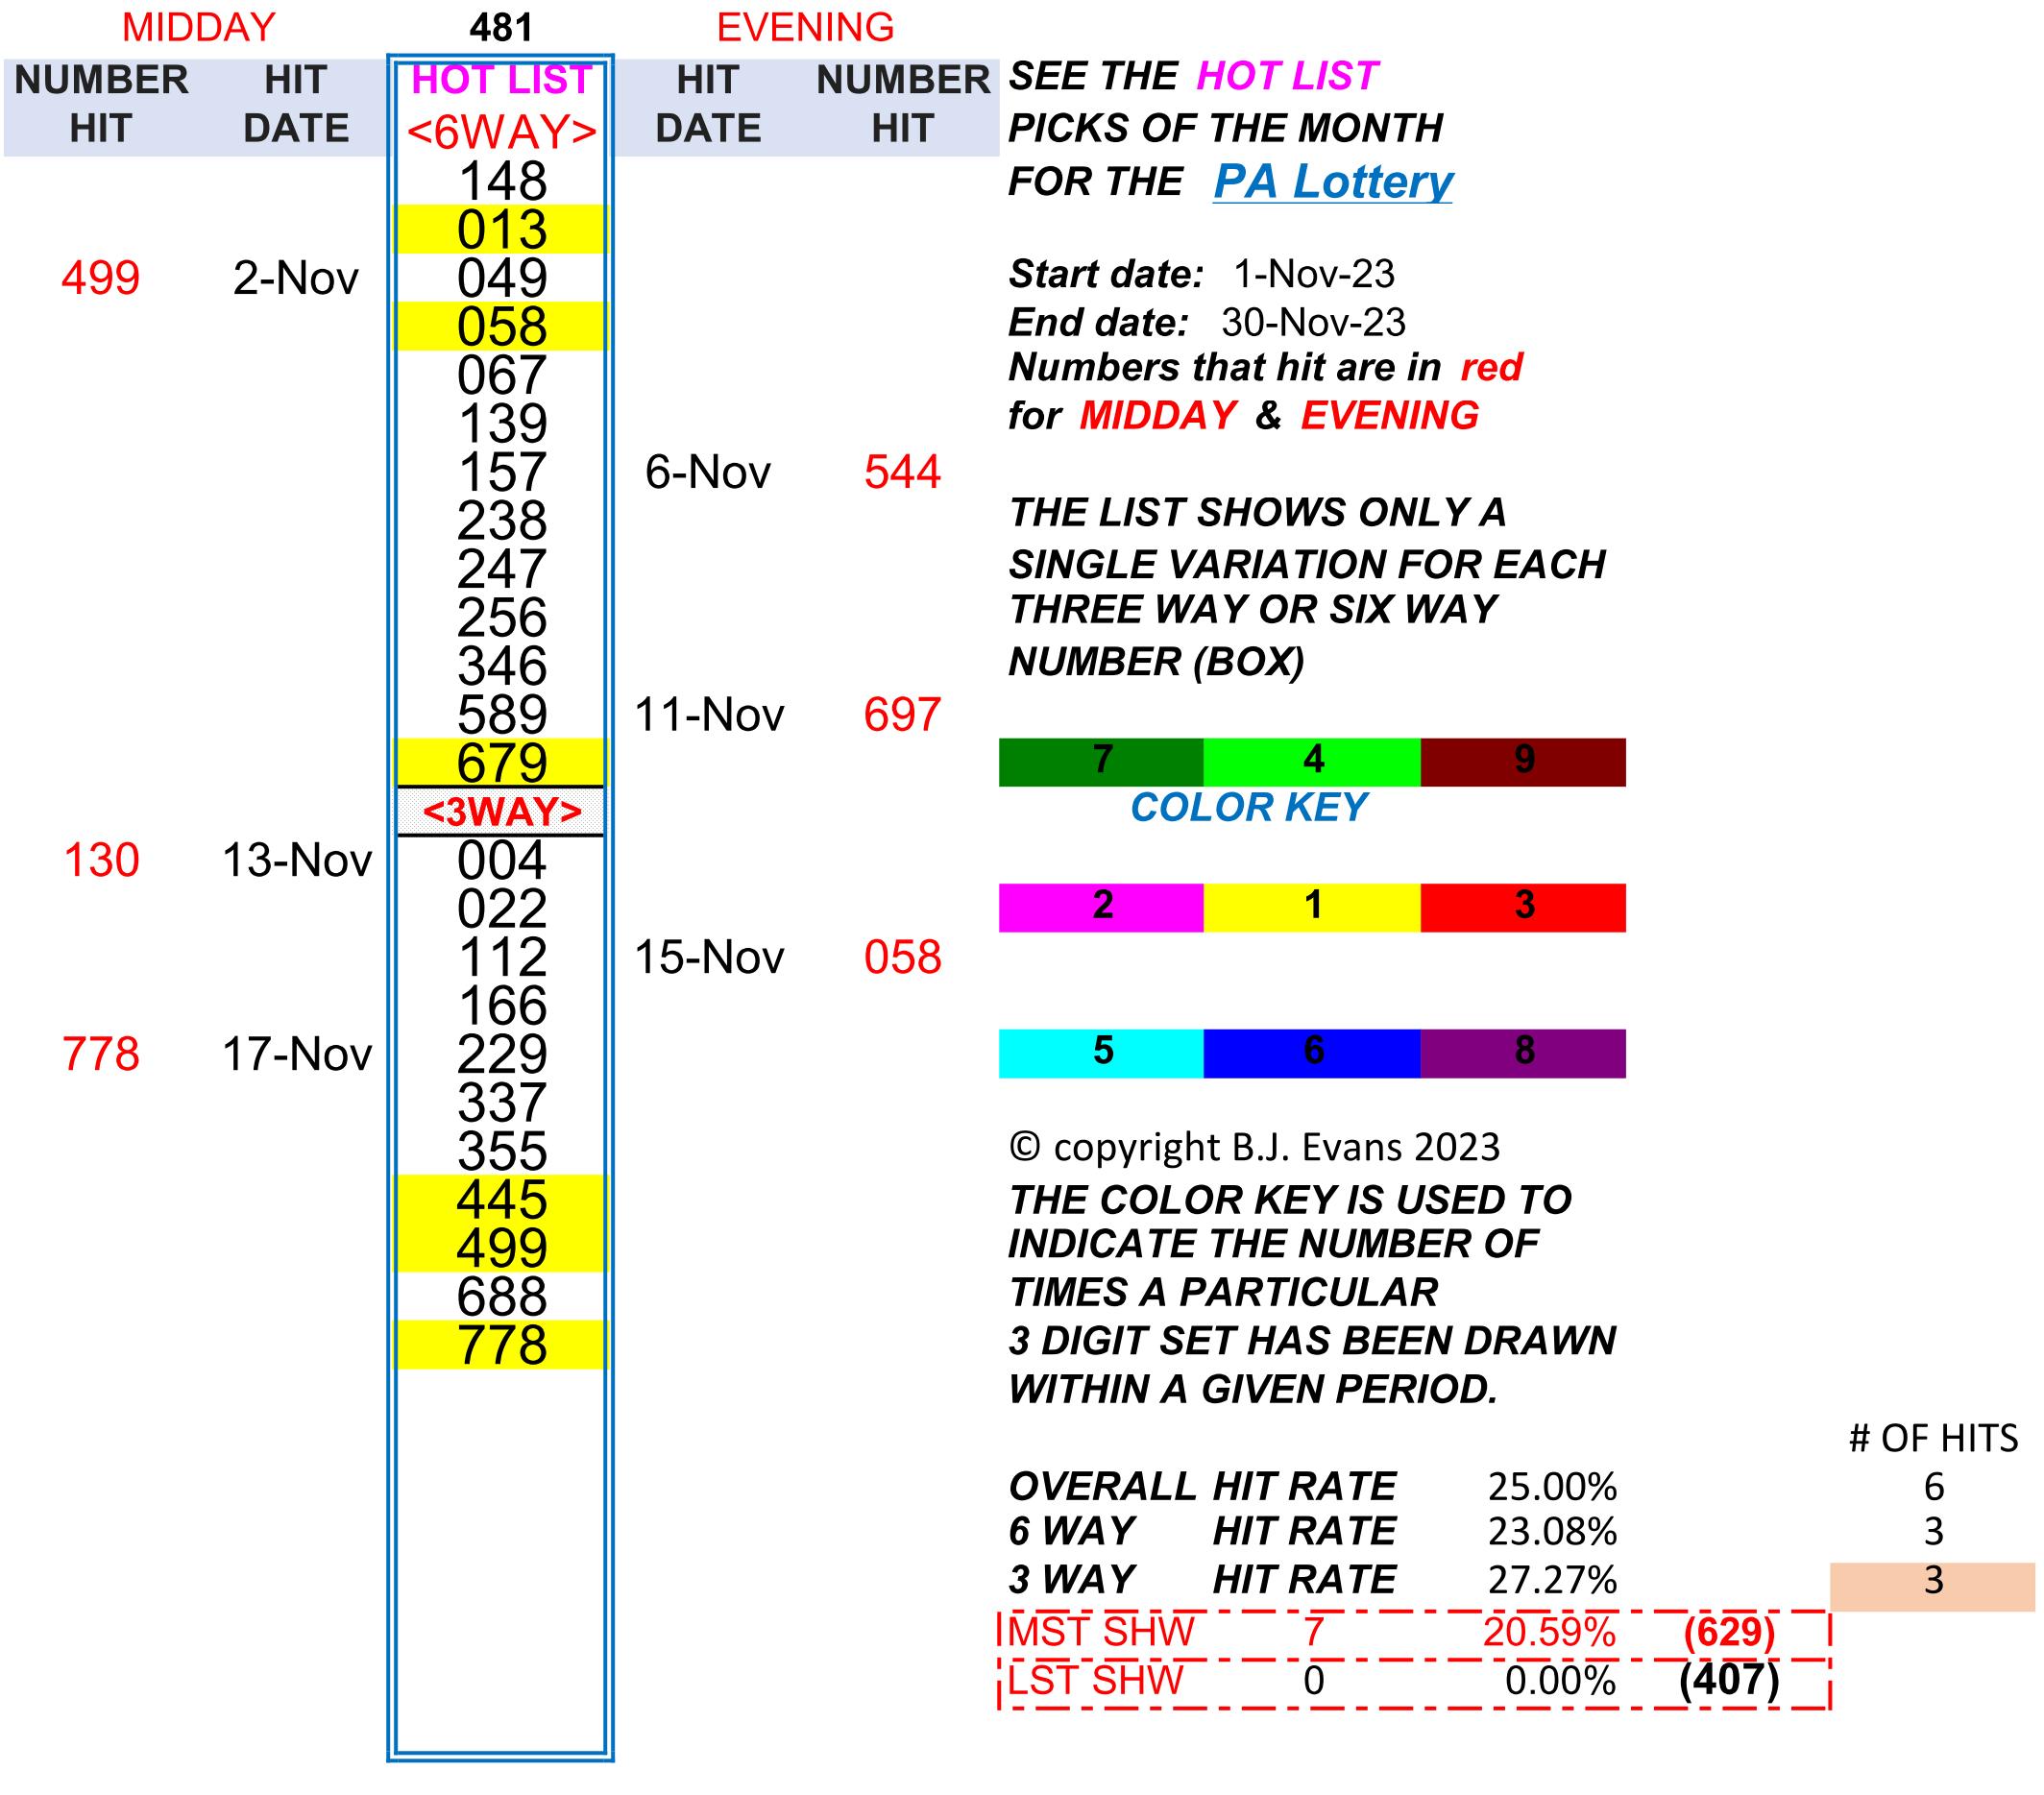 MIDDAY 481 EVENING
NUMBER HIT HOT LIST HIT NUMBER
HIT DATE <6WAY> DATE HIT
148
013
499 2-Nov 049
058
067
139
157 6-Nov 544
238
247
256
346
589 11-Nov 697
679
<3WAY>
130 13-Nov 004
022
112 15-Nov 058
166
778 17-Nov 229
337
355
445
499
688
778
SEE THE HOT LIST
PICKS OF THE MONTH
FOR THE PA Lottery
Start date: 1-Nov-23
End date: 30-Nov-23
Numbers that hit are in red
for MIDDAY & EVENING
THE LIST SHOWS ONLY A
SINGLE VARIATION FOR EACH
THREE WAY OR SIX WAY
NUMBER (BOX)
7 4 9
COLOR KEY
2 1 3
5 6 8
© copyright B.J. Evans 2023
THE COLOR KEY IS USED TO
INDICATE THE NUMBER OF
TIMES A PARTICULAR
3 DIGIT SET HAS BEEN DRAWN
WITHIN A GIVEN PERIOD.
# OF HITS
OVERALL HIT RATE 25.00% 6
6 WAY HIT RATE 23.08% 3
3 WAY HIT RATE 27.27% 3
MST SHW 7 20.59% (629)
LST SHW 0 0.00% (407)